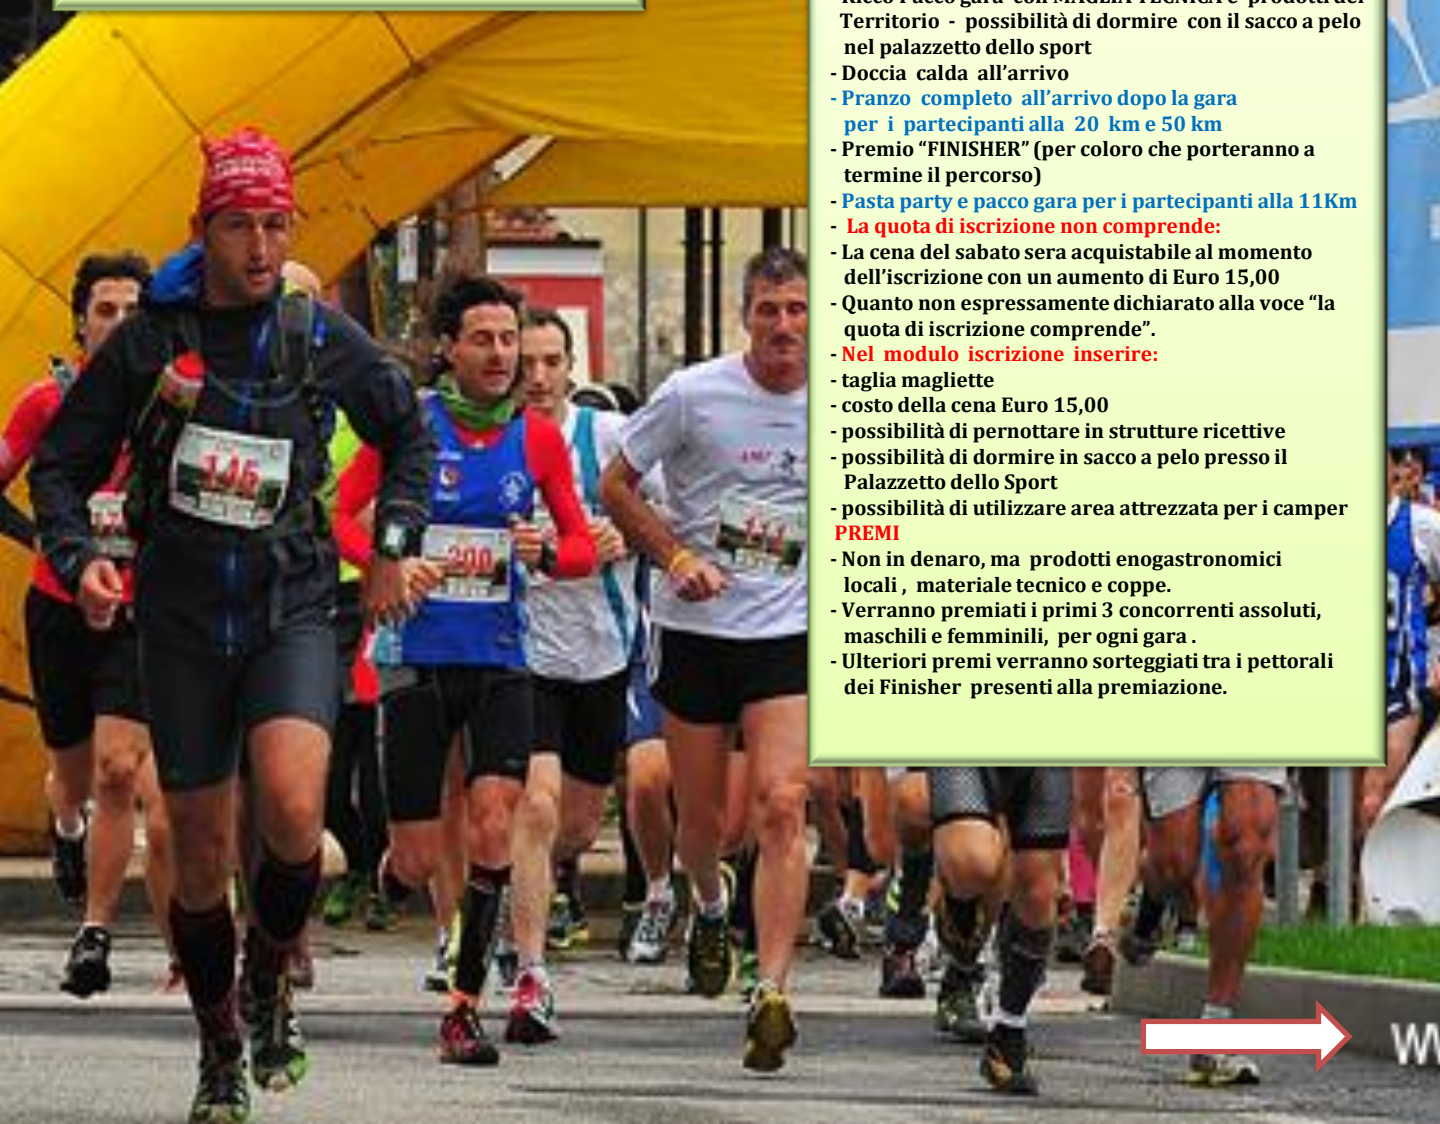 Ricco Pacco gara con MAGLIA TECNICA e prodotti del
Territorio - possibilità di dormire con il sacco a pelo
nel palazzetto dello sport
- Doccia calda all’arrivo
- Pranzo completo all’arrivo dopo la gara
per i partecipanti alla 20 km e 50 km
- Premio “FINISHER” (per coloro che porteranno a
termine il percorso)
- Pasta party e pacco gara per i partecipanti alla 11Km
- La quota di iscrizione non comprende:
- La cena del sabato sera acquistabile al momento
dell’iscrizione con un aumento di Euro 15,00
- Quanto non espressamente dichiarato alla voce “la
quota di iscrizione comprende”.
- Nel modulo iscrizione inserire:
- taglia magliette
- costo della cena Euro 15,00
- possibilità di pernottare in strutture ricettive
- possibilità di dormire in sacco a pelo presso il
Palazzetto dello Sport
- possibilità di utilizzare area attrezzata per i camper
PREMI
- Non in denaro, ma prodotti enogastronomici
locali , materiale tecnico e coppe.
- Verranno premiati i primi 3 concorrenti assoluti,
maschili e femminili, per ogni gara .
- Ulteriori premi verranno sorteggiati tra i pettorali
dei Finisher presenti alla premiazione.
146
200
W